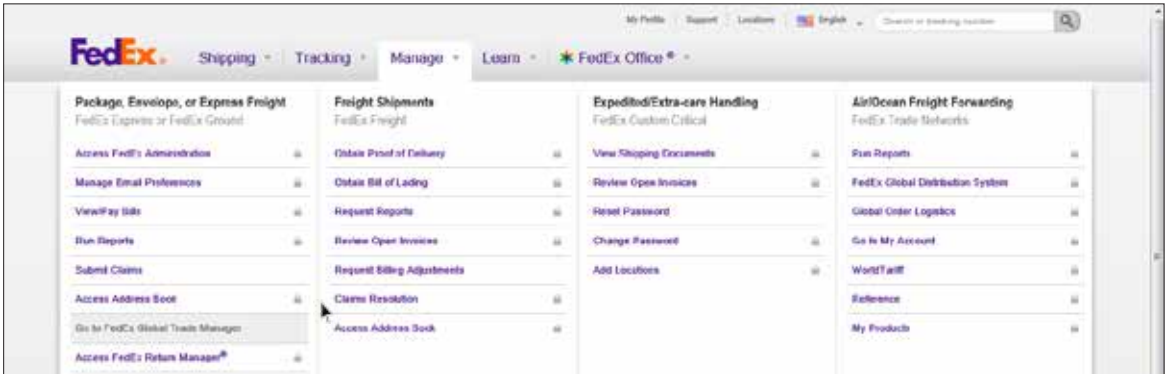 My Profile Support Locations English Search or tracking number
FedEx. Shipping Tracking Manage Learn FedEx Office ®
Package, Envelope, or Express Freight
FedEx Express or FedEx Ground
Access FedEx Administration
Manage Email Preferences
View/Pay Bills
Run Reports
Submit Claims
Access Address Book
Go to FedEx Global Trade Manager
Access FedEx Return Manager®
Freight Shipments
FedEx Freight
Obtain Proof of Delivery
Obtain Bill of Lading
Request Reports
Review Open Invoices
Request Billing Adjustments
Claims Resolution
Access Address Book
Expedited/Extra-care Handling
FedEx Custom Critical
View Shipping Documents
Review Open Invoices
Reset Password
Change Password
Add Locations
Air/Ocean Freight Forwarding
FedEx Trade Networks
Run Reports
FedEx Global Distribution System
Global Order Logistics
Go to My Account
WorldTariff
Reference
My Products